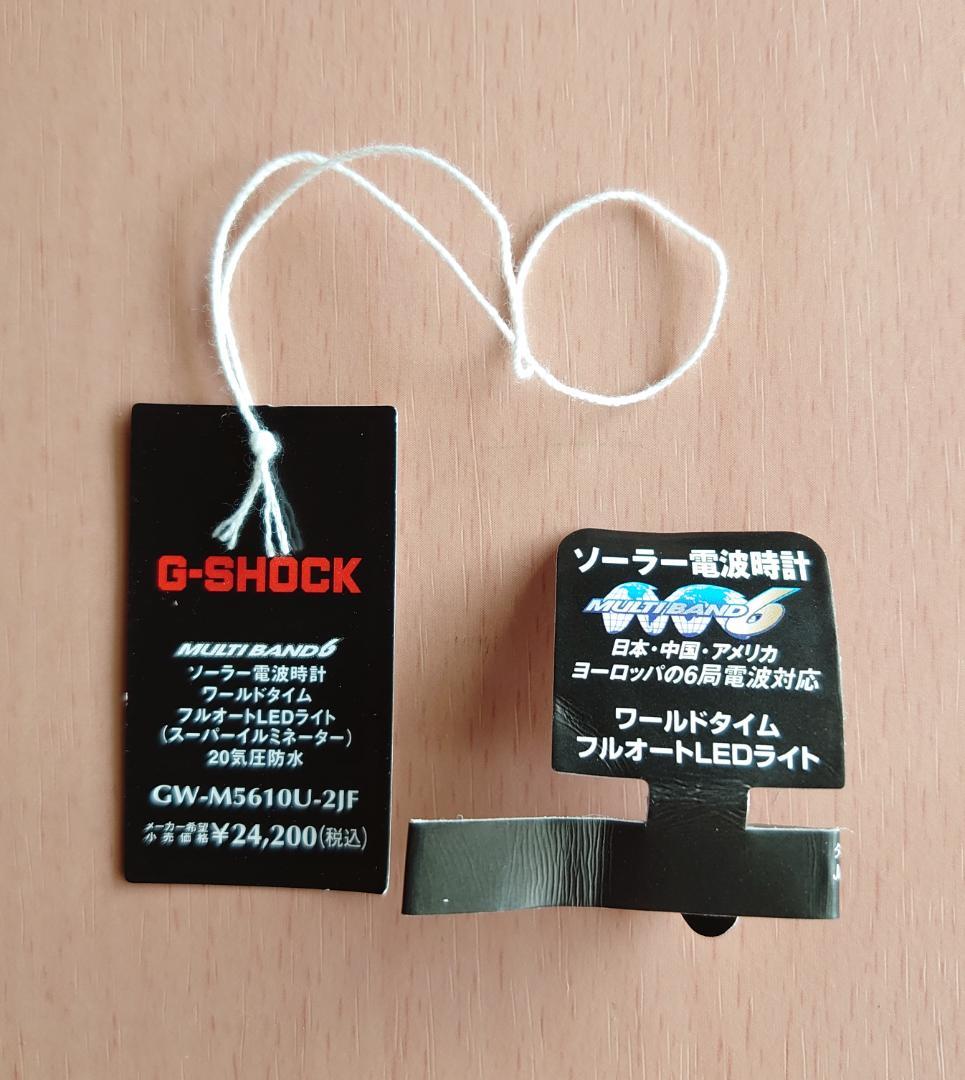 G-SHOCK
MULTI BAND 6
ソーラー電波時計
ワールドタイム
フルオートLEDライト
(スーパーイルミネーター)
20気圧防水
GW-M5610U-2JF
メーカー希望
小売価格 ¥24,200(税込)
ソーラー電波時計
MULTI BAND 6
日本・中国・アメリカ
ヨーロッパの6局電波対応
ワールドタイム
フルオートLEDライト